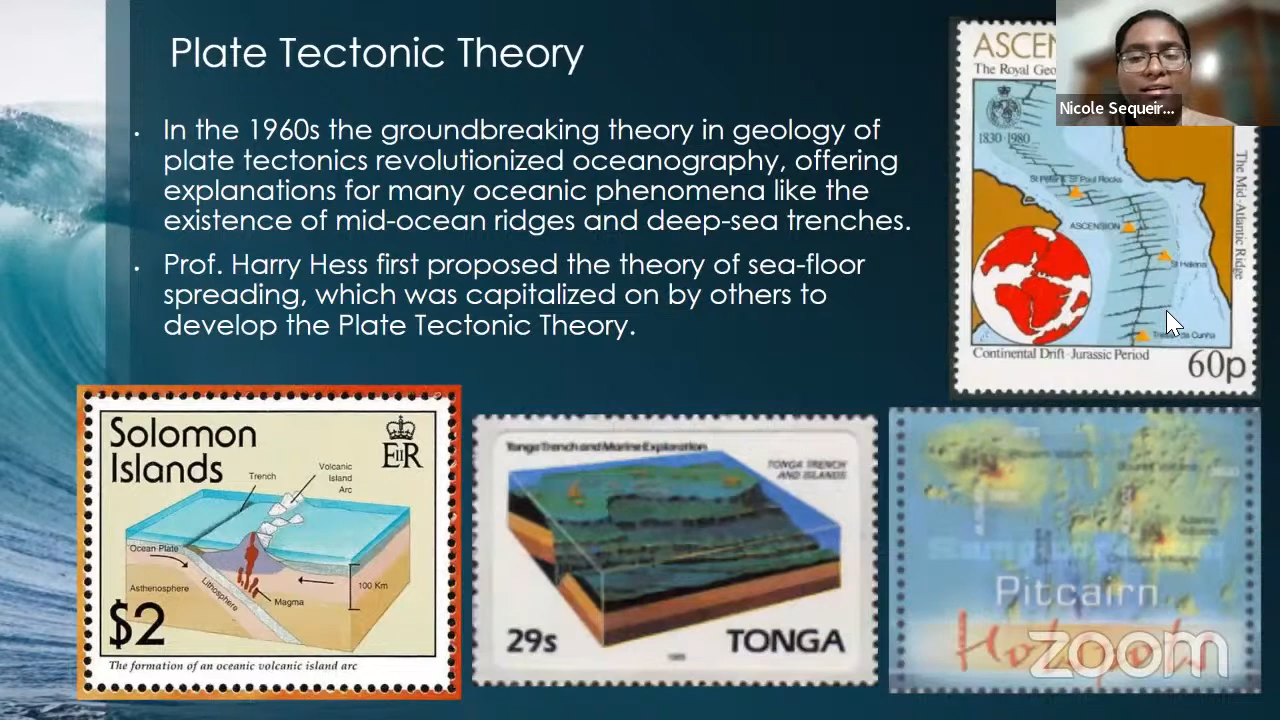 Plate Tectonic Theory
• In the 1960s the groundbreaking theory in geology of
plate tectonics revolutionized oceanography, offering
explanations for many oceanic phenomena like the
existence of mid-ocean ridges and deep-sea trenches.
• Prof. Harry Hess first proposed the theory of sea-floor
spreading, which was capitalized on by others to
develop the Plate Tectonic Theory.
ASCEN
The Royal Geo
1830-1980
St Peter & St Paul Rocks
ASCENSION
St Helena
The Mid-Atlantic Ridge
Continental Drift-Jurassic Period
60p
Nicole Sequeir...
Solomon
Islands
EIIR
Trench
Volcanic
Island
Arc
Ocean Plate
Asthenosphere
Lithosphere
Magma
100 Km
$2
The formation of an oceanic volcanic island arc
Tonga Trench and Marine Exploration
TONGA TRENCH
AND ISLANDS
29s
TONGA
Pitcairn
zoom